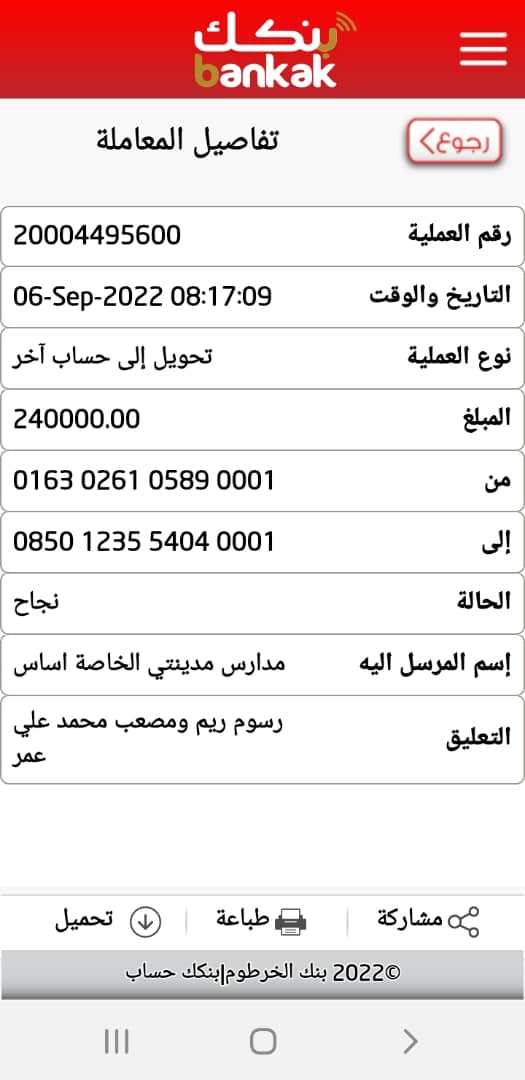 بنكك
bankak
رجوع
تفاصيل المعاملة
رقم العملية 20004495600
التاريخ والوقت 06-Sep-2022 08:17:09
نوع العملية تحويل إلى حساب آخر
المبلغ 240000.00
من 0163 0261 0589 0001
إلى 0850 1235 5404 0001
الحالة نجاح
إسم المرسل اليه مدارس مدينتي الخاصة اساس
التعليق رسوم ريم ومصعب محمد علي
عمر
مشاركة طباعة تحميل
©2022 بنك الخرطوم|بنكك حساب